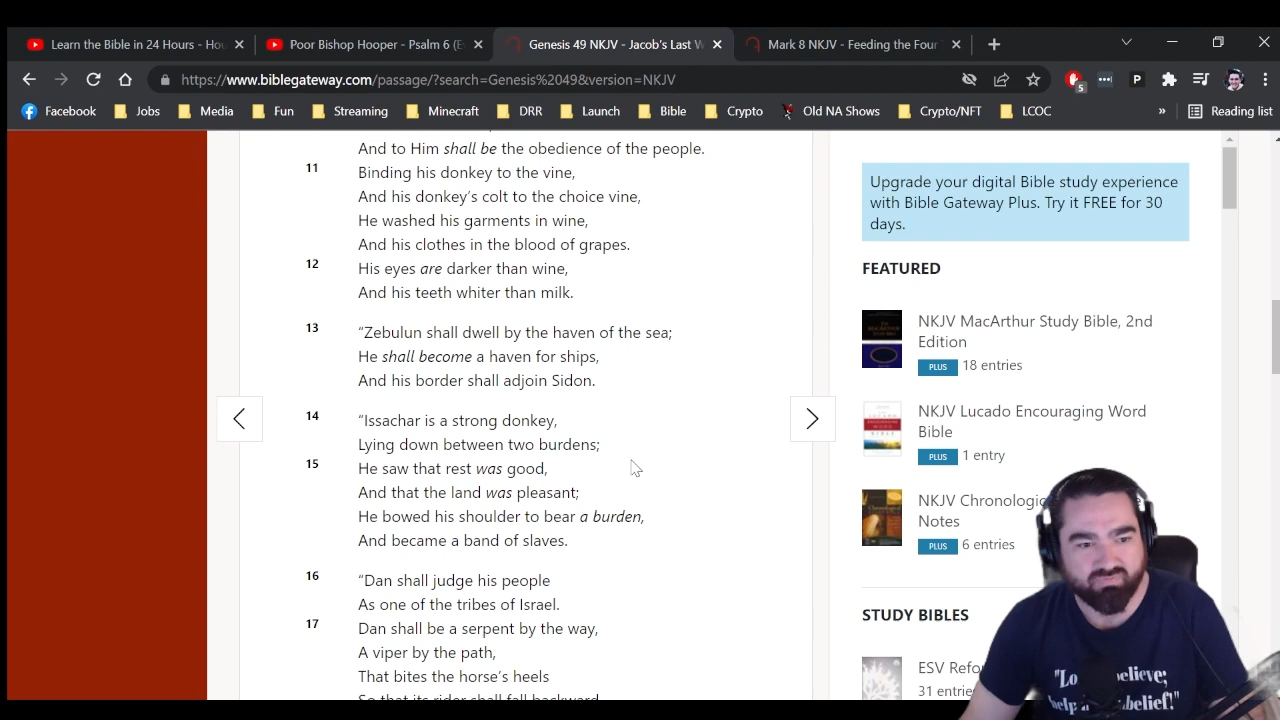 Learn the Bible in 24 Hours - Ho
Poor Bishop Hooper - Psalm 6 (E
Genesis 49 NKJV - Jacob's Last W
Mark 8 NKJV - Feeding the Four T
https://www.biblegateway.com/passage/?search=Genesis%2049&version=NKJV
5
P
Facebook
Jobs
Media
Fun
Streaming
Minecraft
DRR
Launch
Bible
Crypto
Old NA Shows
Crypto/NFT
LCOC
»
Reading list
And to Him shall be the obedience of the people.
11 Binding his donkey to the vine,
And his donkey’s colt to the choice vine,
He washed his garments in wine,
And his clothes in the blood of grapes.
12 His eyes are darker than wine,
And his teeth whiter than milk.
13 “Zebulun shall dwell by the haven of the sea;
He shall become a haven for ships,
And his border shall adjoin Sidon.
14 “Issachar is a strong donkey,
Lying down between two burdens;
15 He saw that rest was good,
And that the land was pleasant;
He bowed his shoulder to bear a burden,
And became a band of slaves.
16 “Dan shall judge his people
As one of the tribes of Israel.
17 Dan shall be a serpent by the way,
A viper by the path,
That bites the horse’s heels
So that its rider shall fall backward
Upgrade your digital Bible study experience
with Bible Gateway Plus. Try it FREE for 30
days.
FEATURED
NKJV MacArthur Study Bible, 2nd
Edition
PLUS 18 entries
NKJV Lucado Encouraging Word
Bible
PLUS 1 entry
NKJV Chronologic
Notes
PLUS 6 entries
STUDY BIBLES
ESV Refo
31 entrie